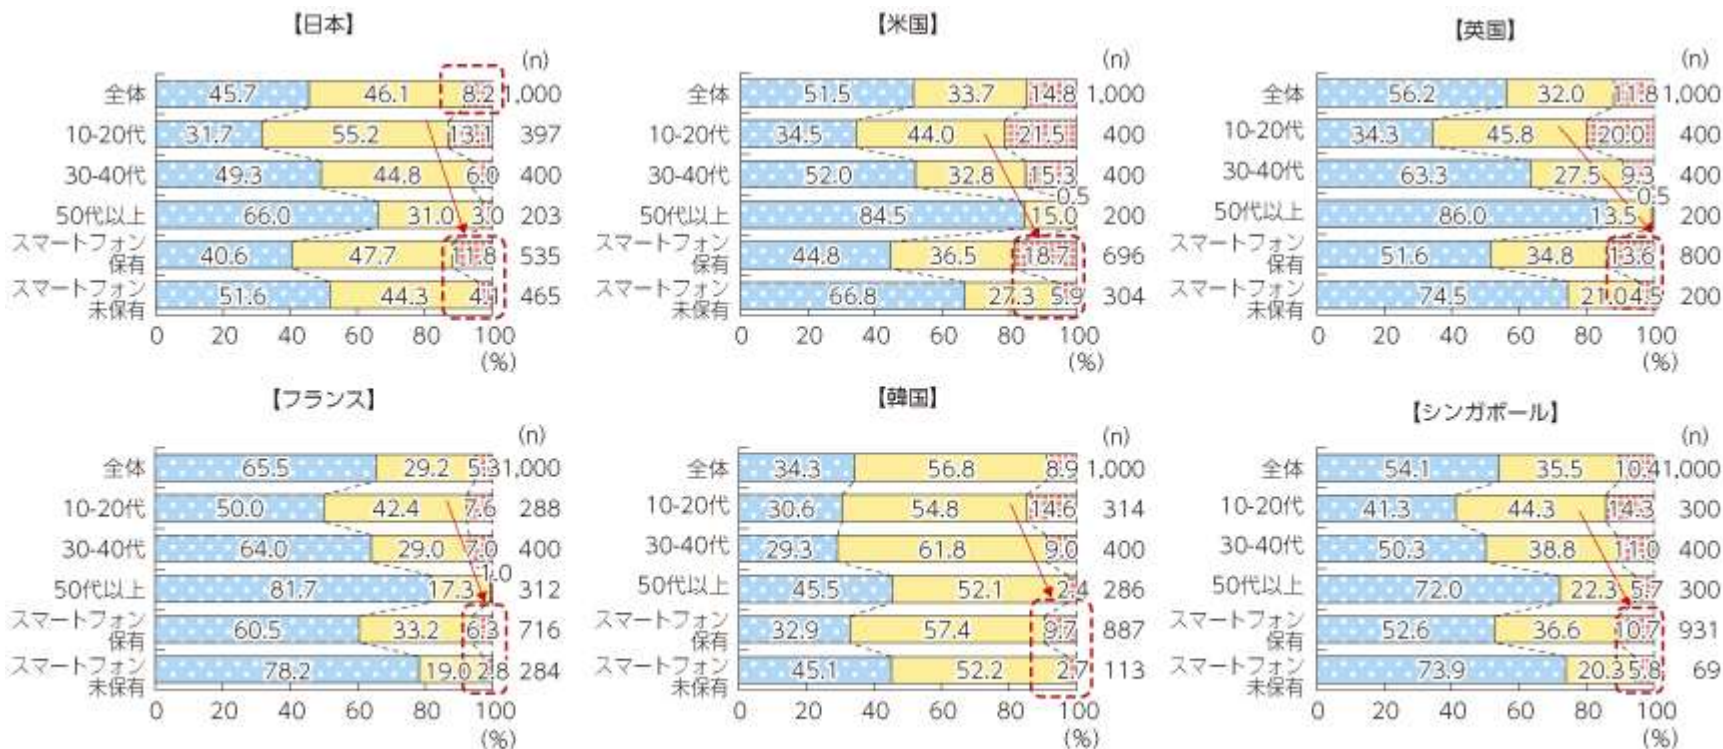 【日本】
(n)
全体 45.7 46.1 8.2 1,000
10-20代 31.7 55.2 13.1 397
30-40代 49.3 44.8 6.0 400
50代以上 66.0 31.0 3.0 203
スマートフォン
保有 40.6 47.7 11.8 535
スマートフォン
未保有 51.6 44.3 4.1 465
0 20 40 60 80 100
(%)
【米国】
(n)
全体 51.5 33.7 14.8 1,000
10-20代 34.5 44.0 21.5 400
30-40代 52.0 32.8 15.3 400
0.5
50代以上 84.5 15.0 200
スマートフォン
保有 44.8 36.5 18.7 696
スマートフォン
未保有 66.8 27.3 5.9 304
0 20 40 60 80 100
(%)
【英国】
(n)
全体 56.2 32.0 11.8 1,000
10-20代 34.3 45.8 20.0 400
30-40代 63.3 27.5 9.3 400
0.5
50代以上 86.0 13.5 200
スマートフォン
保有 51.6 34.8 13.6 800
スマートフォン
未保有 74.5 21.0 4.5 200
0 20 40 60 80 100
(%)
【フランス】
(n)
全体 65.5 29.2 5.3 1,000
10-20代 50.0 42.4 7.6 288
30-40代 64.0 29.0 7.0 400
1.0
50代以上 81.7 17.3 312
スマートフォン
保有 60.5 33.2 6.3 716
スマートフォン
未保有 78.2 19.0 2.8 284
0 20 40 60 80 100
(%)
【韓国】
(n)
全体 34.3 56.8 8.9 1,000
10-20代 30.6 54.8 14.6 314
30-40代 29.3 61.8 9.0 400
50代以上 45.5 52.1 2.4 286
スマートフォン
保有 32.9 57.4 9.7 887
スマートフォン
未保有 45.1 52.2 2.7 113
0 20 40 60 80 100
(%)
【シンガポール】
(n)
全体 54.1 35.5 10.4 1,000
10-20代 41.3 44.3 14.3 300
30-40代 50.3 38.8 11.0 400
50代以上 72.0 22.3 5.7 300
スマートフォン
保有 52.6 36.6 10.7 931
スマートフォン
未保有 73.9 20.3 5.8 69
0 20 40 60 80 100
(%)